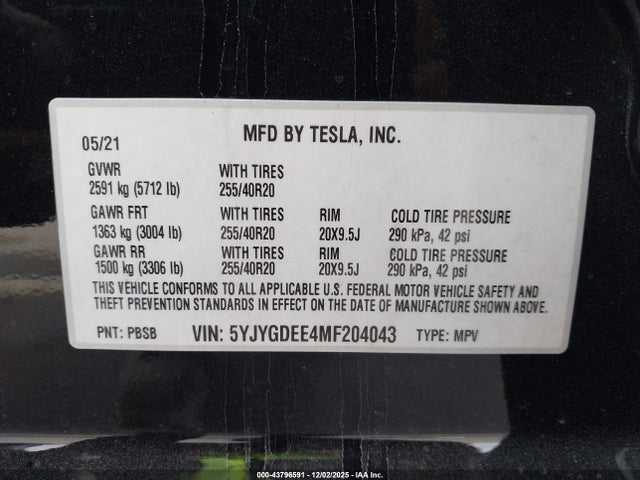 05/21 MFD BY TESLA, INC.
GVWR WITH TIRES
2591 kg (5712 lb) 255/40R20
GAWR FRT WITH TIRES RIM COLD TIRE PRESSURE
1363 kg (3004 lb) 255/40R20 20X9.5J 290 kPa, 42 psi
GAWR RR WITH TIRES RIM COLD TIRE PRESSURE
1500 kg (3306 lb) 255/40R20 20X9.5J 290 kPa, 42 psi
THIS VEHICLE CONFORMS TO ALL APPLICABLE U.S. FEDERAL MOTOR VEHICLE SAFETY AND
THEFT PREVENTION STANDARDS IN EFFECT ON THE DATE OF MANUFACTURE SHOWN ABOVE.
PNT: PBSB VIN: 5YJYGDEE4MF204043 TYPE: MPV
000-43796591 - 12/02/2025 - IAA Inc.